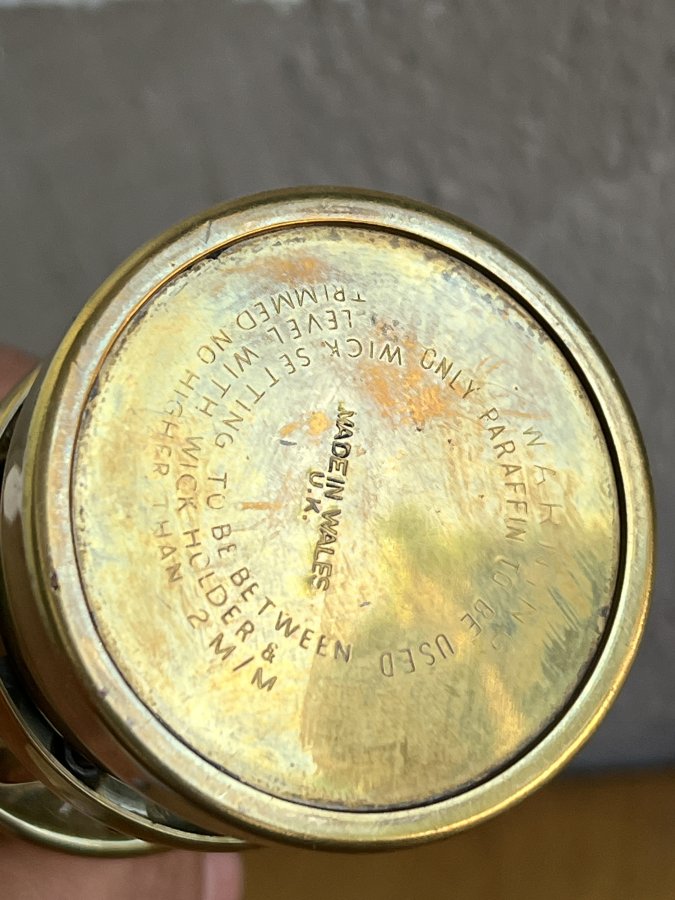 WARNING
ONLY PARAFFIN TO BE USED
WICK SETTING TO BE BETWEEN
LEVEL WITH WICK HOLDER &
TRIMMED NO HIGHER THAN 2 M/M
MADE IN WALES
U.K.